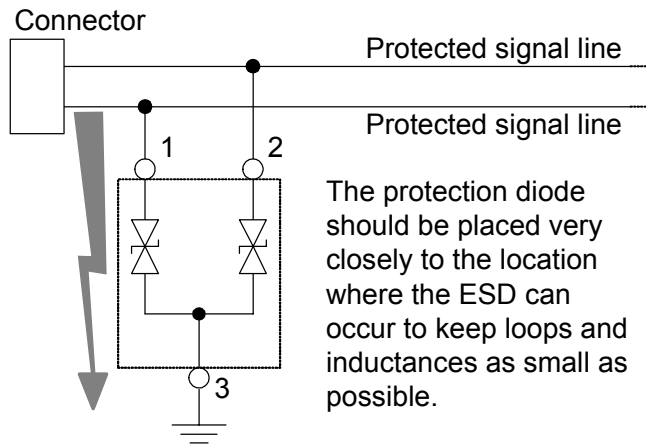 Connector
Protected signal line
Protected signal line
1
2
The protection diode
should be placed very
closely to the location
where the ESD can
occur to keep loops and
inductances as small as
possible.
3